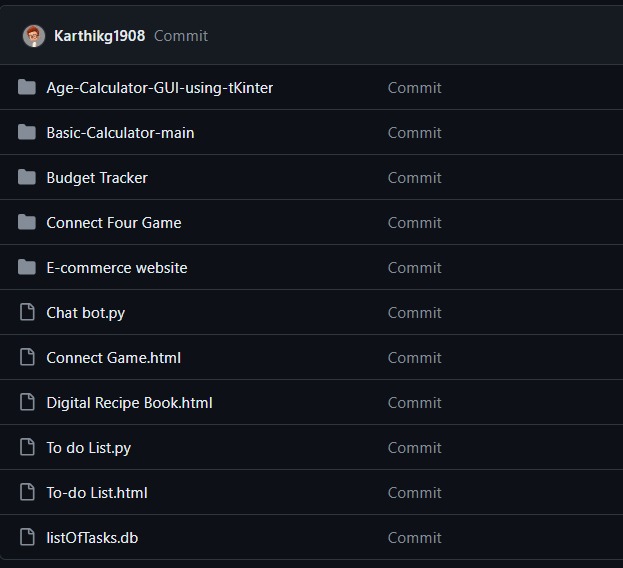 Karthikg1908 Commit
Age-Calculator-GUI-using-tKinter Commit
Basic-Calculator-main Commit
Budget Tracker Commit
Connect Four Game Commit
E-commerce website Commit
Chat bot.py Commit
Connect Game.html Commit
Digital Recipe Book.html Commit
To do List.py Commit
To-do List.html Commit
listOfTasks.db Commit